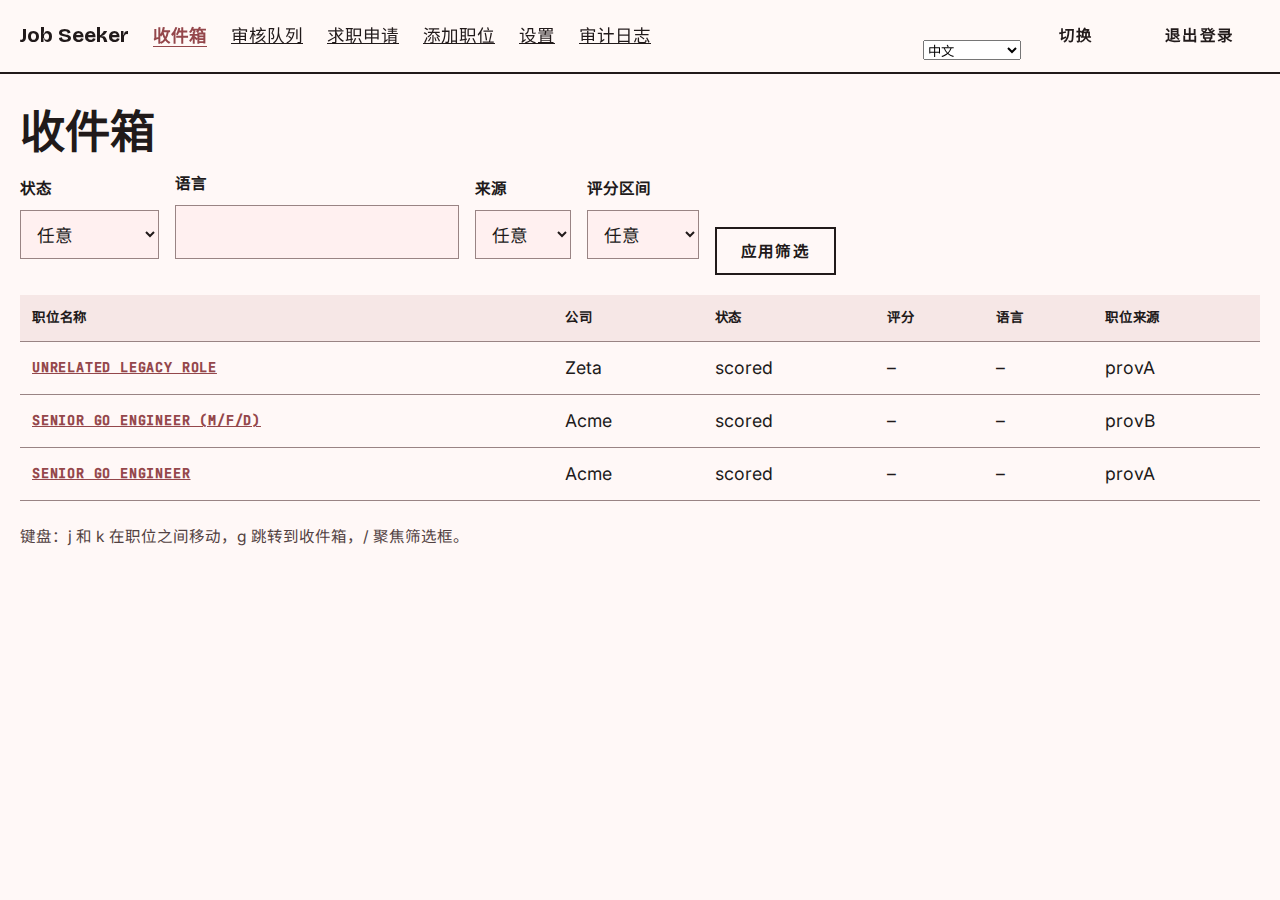 Job Seeker 收件箱 审核队列 求职申请 添加职位 设置 审计日志 中文 切换 退出登录
收件箱
状态 语言 来源 评分区间
任意 任意 任意 应用筛选
职位名称 公司 状态 评分 语言 职位来源
UNRELATED LEGACY ROLE Zeta scored – – provA
SENIOR GO ENGINEER (M/F/D) Acme scored – – provB
SENIOR GO ENGINEER Acme scored – – provA
键盘：j 和 k 在职位之间移动，g 跳转到收件箱，/ 聚焦筛选框。